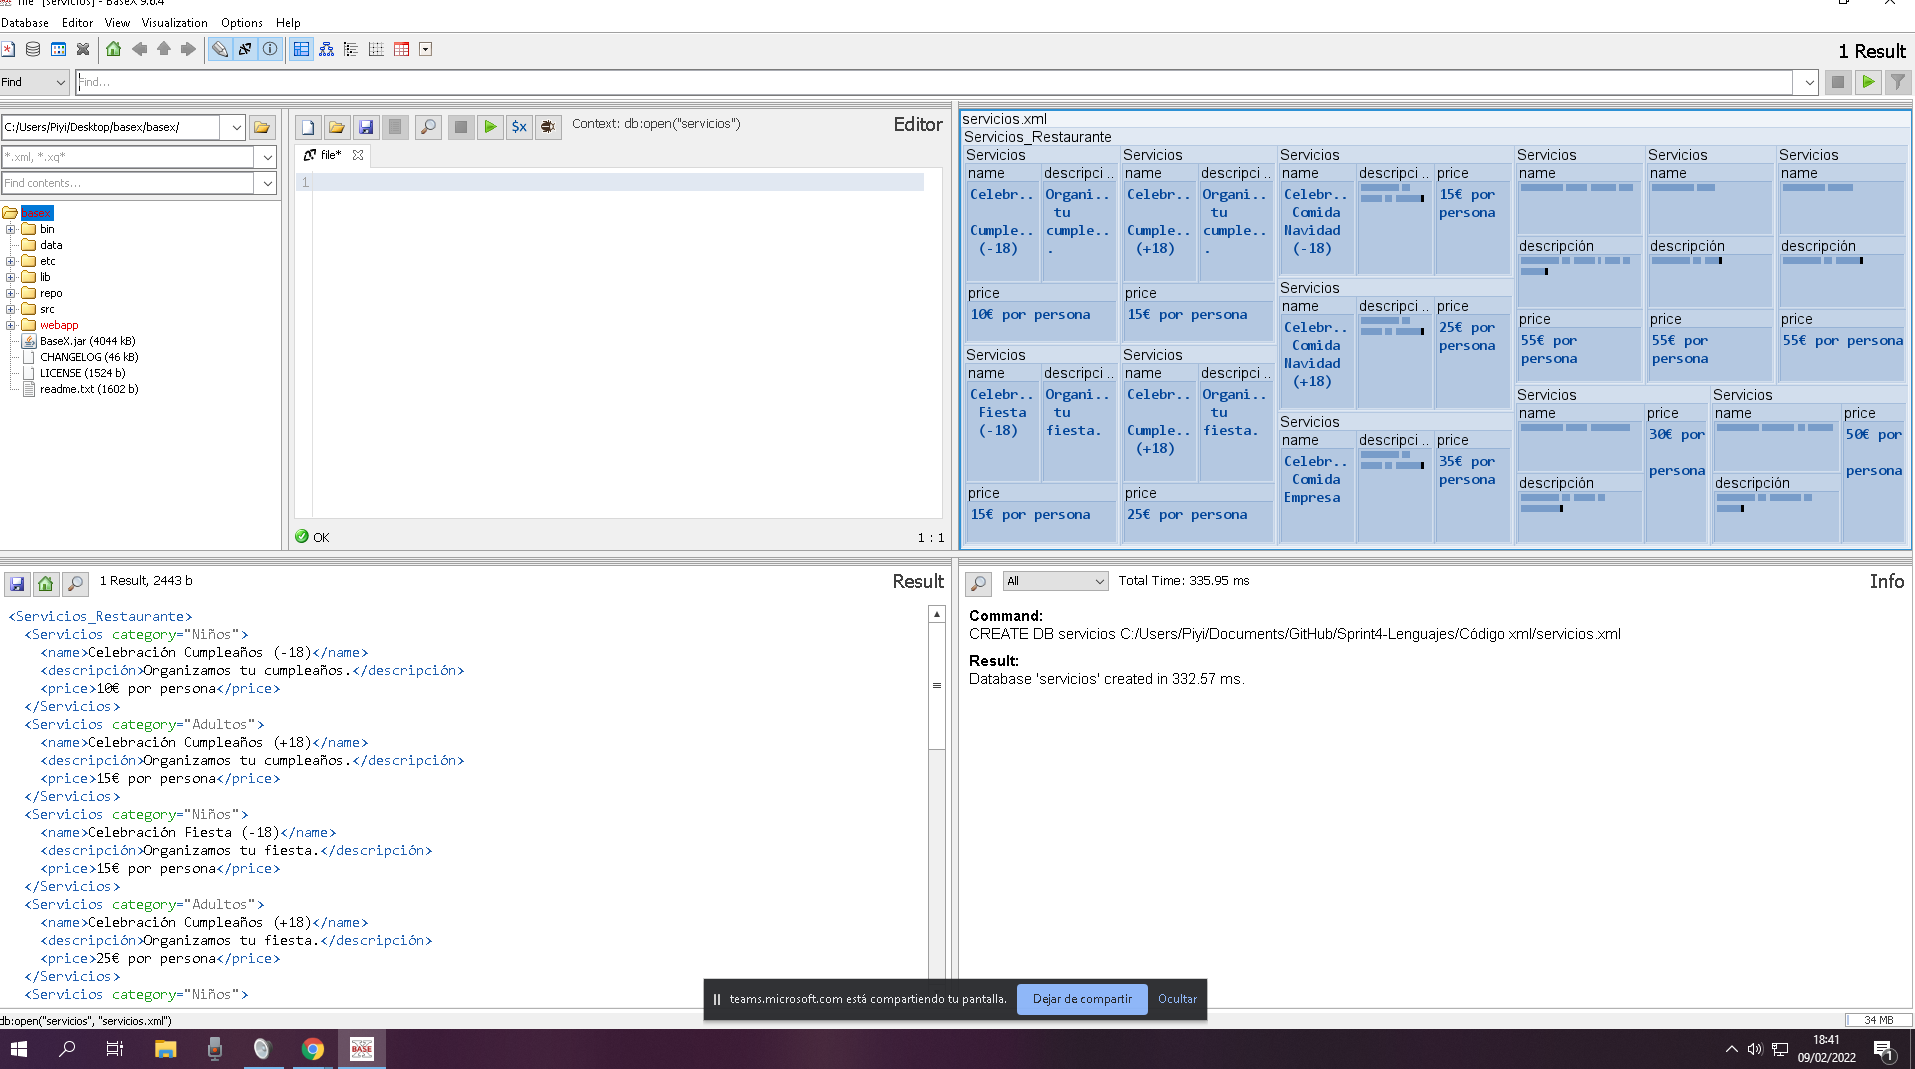 file [servicios] - BaseX 9.6.4
Database Editor View Visualization Options Help
1 Result
Find
Find...
C:/Users/Piyi/Desktop/basex/basex/
*.xml, *.xq*
Find contents...
basex
bin
data
etc
lib
repo
src
webapp
BaseX.jar (4044 kB)
CHANGELOG (46 kB)
LICENSE (1524 b)
readme.txt (1602 b)
$x
Context: db:open("servicios")
Editor
file*
1
OK
1 : 1
servicios.xml
Servicios_Restaurante
Servicios
name
Celebr..
Cumple..
(-18)
descripci ..
Organi..
tu
cumple..
.
price
10€ por persona
Servicios
name
Celebr..
Cumple..
(+18)
descripci ..
Organi..
tu
cumple..
.
price
15€ por persona
Servicios
name
Celebr..
Fiesta
(-18)
descripci ..
Organi..
tu
fiesta.
price
15€ por persona
Servicios
name
Celebr..
Cumple..
(+18)
descripci ..
Organi..
tu
fiesta.
price
25€ por persona
Servicios
name
Celebr..
Comida
Navidad
(-18)
descripci ..
price
15€ por
persona
Servicios
name
Celebr..
Comida
Navidad
(+18)
descripci ..
price
25€ por
persona
Servicios
name
Celebr..
Comida
Empresa
descripci ..
price
35€ por
persona
Servicios
name
descripción
price
55€ por
persona
Servicios
name
descripción
price
55€ por
persona
Servicios
name
descripción
price
55€ por persona
Servicios
name
descripción
price
30€ por
persona
Servicios
name
descripción
price
50€ por
persona
1 Result, 2443 b
Result
<Servicios_Restaurante>
<Servicios category="Niños">
<name>Celebración Cumpleaños (-18)</name>
<descripción>Organizamos tu cumpleaños.</descripción>
<price>10€ por persona</price>
</Servicios>
<Servicios category="Adultos">
<name>Celebración Cumpleaños (+18)</name>
<descripción>Organizamos tu cumpleaños.</descripción>
<price>15€ por persona</price>
</Servicios>
<Servicios category="Niños">
<name>Celebración Fiesta (-18)</name>
<descripción>Organizamos tu fiesta.</descripción>
<price>15€ por persona</price>
</Servicios>
<Servicios category="Adultos">
<name>Celebración Cumpleaños (+18)</name>
<descripción>Organizamos tu fiesta.</descripción>
<price>25€ por persona</price>
</Servicios>
<Servicios category="Niños">
All
Total Time: 335.95 ms
Info
Command:
CREATE DB servicios C:/Users/Piyi/Documents/GitHub/Sprint4-Lenguajes/Código xml/servicios.xml
Result:
Database 'servicios' created in 332.57 ms.
teams.microsoft.com está compartiendo tu pantalla.
Dejar de compartir
Ocultar
db:open("servicios", "servicios.xml")
34 MB
BASE
18:41
09/02/2022
1